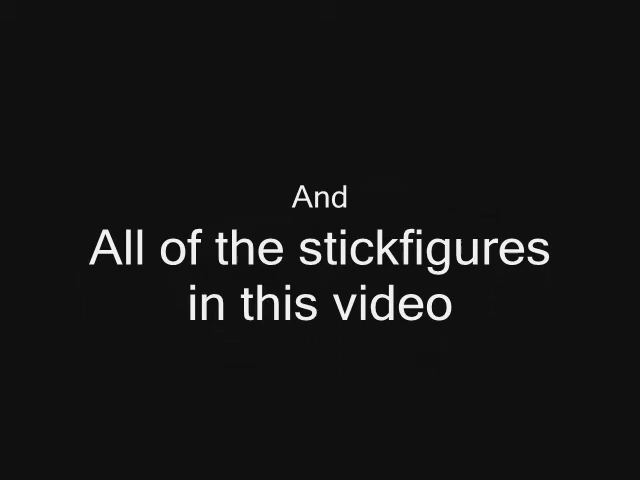 And
All of the stickfigures
in this video